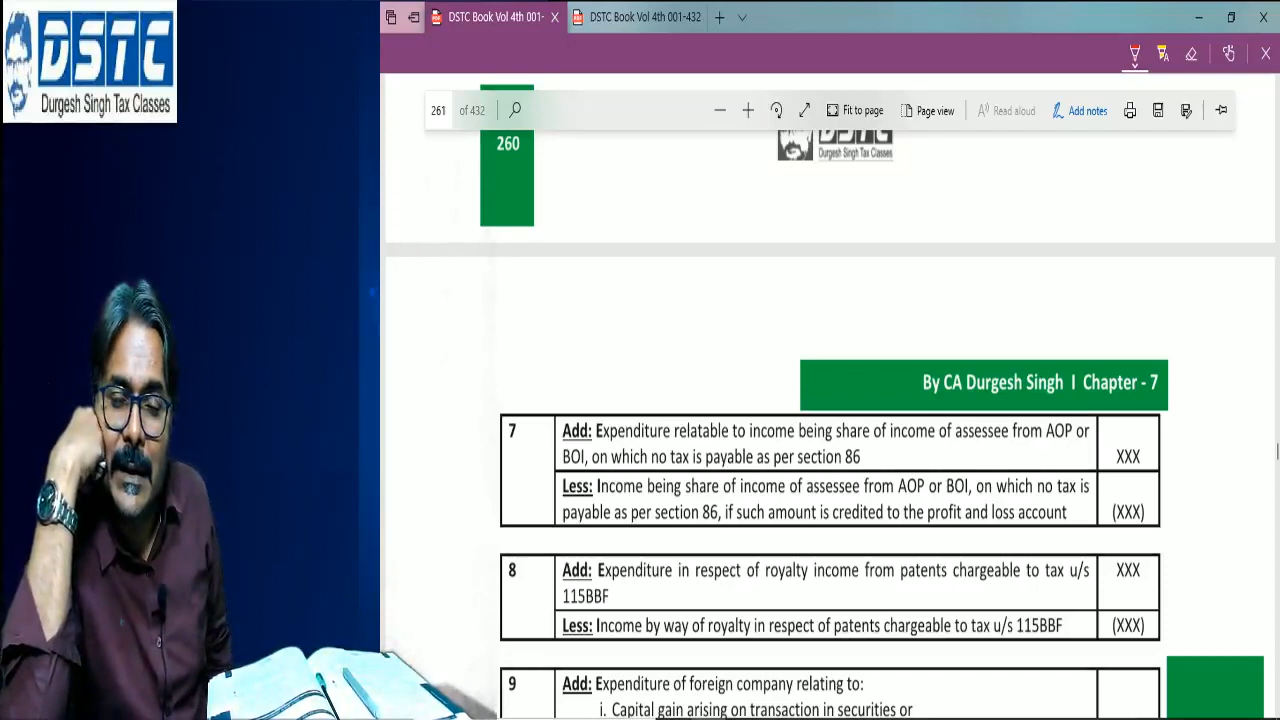 DSTC
Durgesh Singh Tax Classes
DSTC Book Vol 4th 001-
DSTC Book Vol 4th 001-432
261 of 432
Fit to page
Page view
Read aloud
Add notes
260
Durgesh Singh Tax Classes
By CA Durgesh Singh I Chapter - 7
7 Add: Expenditure relatable to income being share of income of assessee from AOP or
BOI, on which no tax is payable as per section 86 XXX
Less: Income being share of income of assessee from AOP or BOI, on which no tax is
payable as per section 86, if such amount is credited to the profit and loss account (XXX)
8 Add: Expenditure in respect of royalty income from patents chargeable to tax u/s XXX
115BBF
Less: Income by way of royalty in respect of patents chargeable to tax u/s 115BBF (XXX)
9 Add: Expenditure of foreign company relating to:
i. Capital gain arising on transaction in securities or